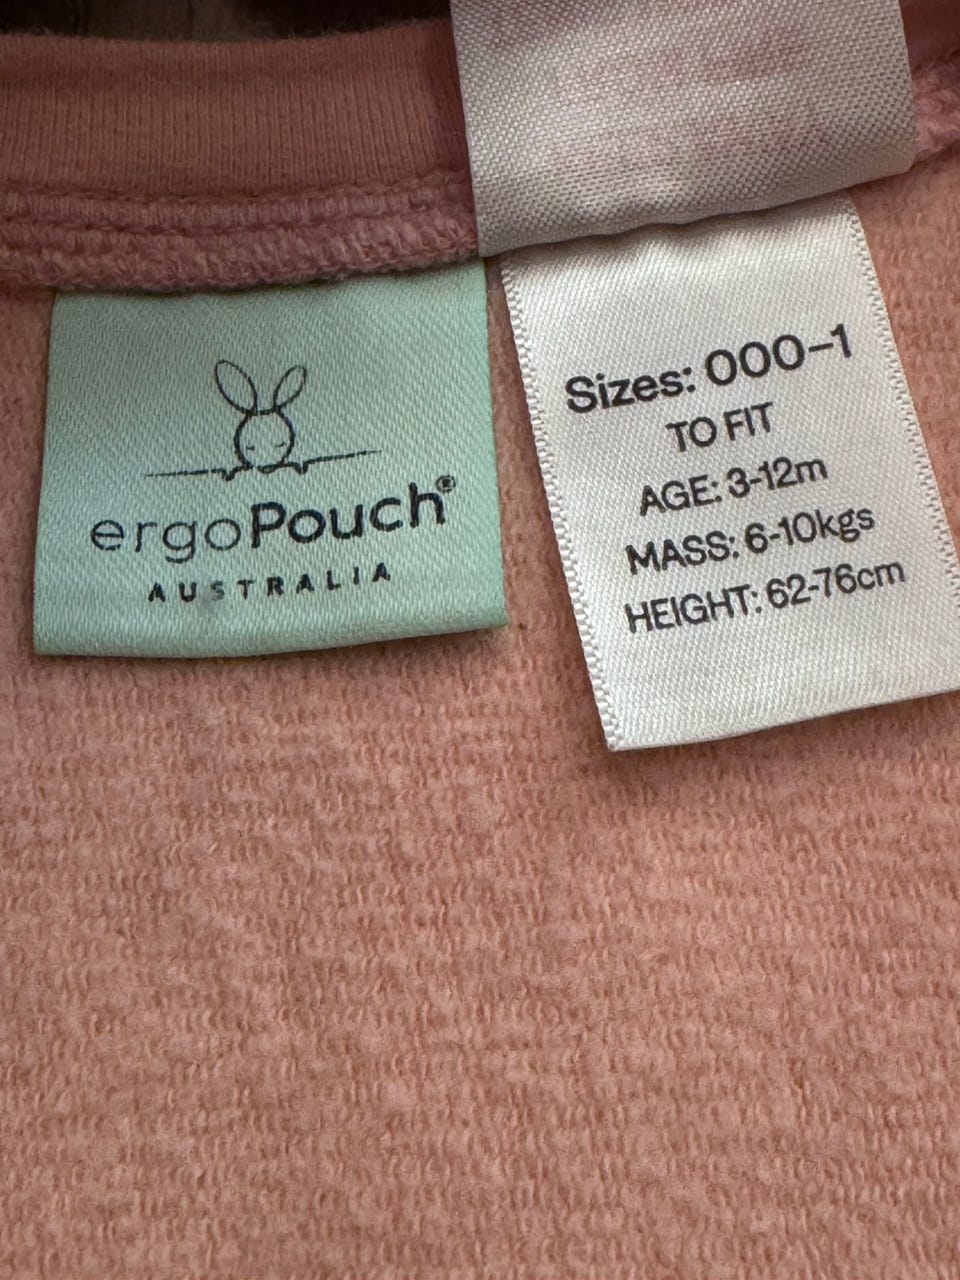 ergoPouch®
AUSTRALIA
Sizes: 000-1
TO FIT
AGE: 3-12m
MASS: 6-10kgs
HEIGHT: 62-76cm